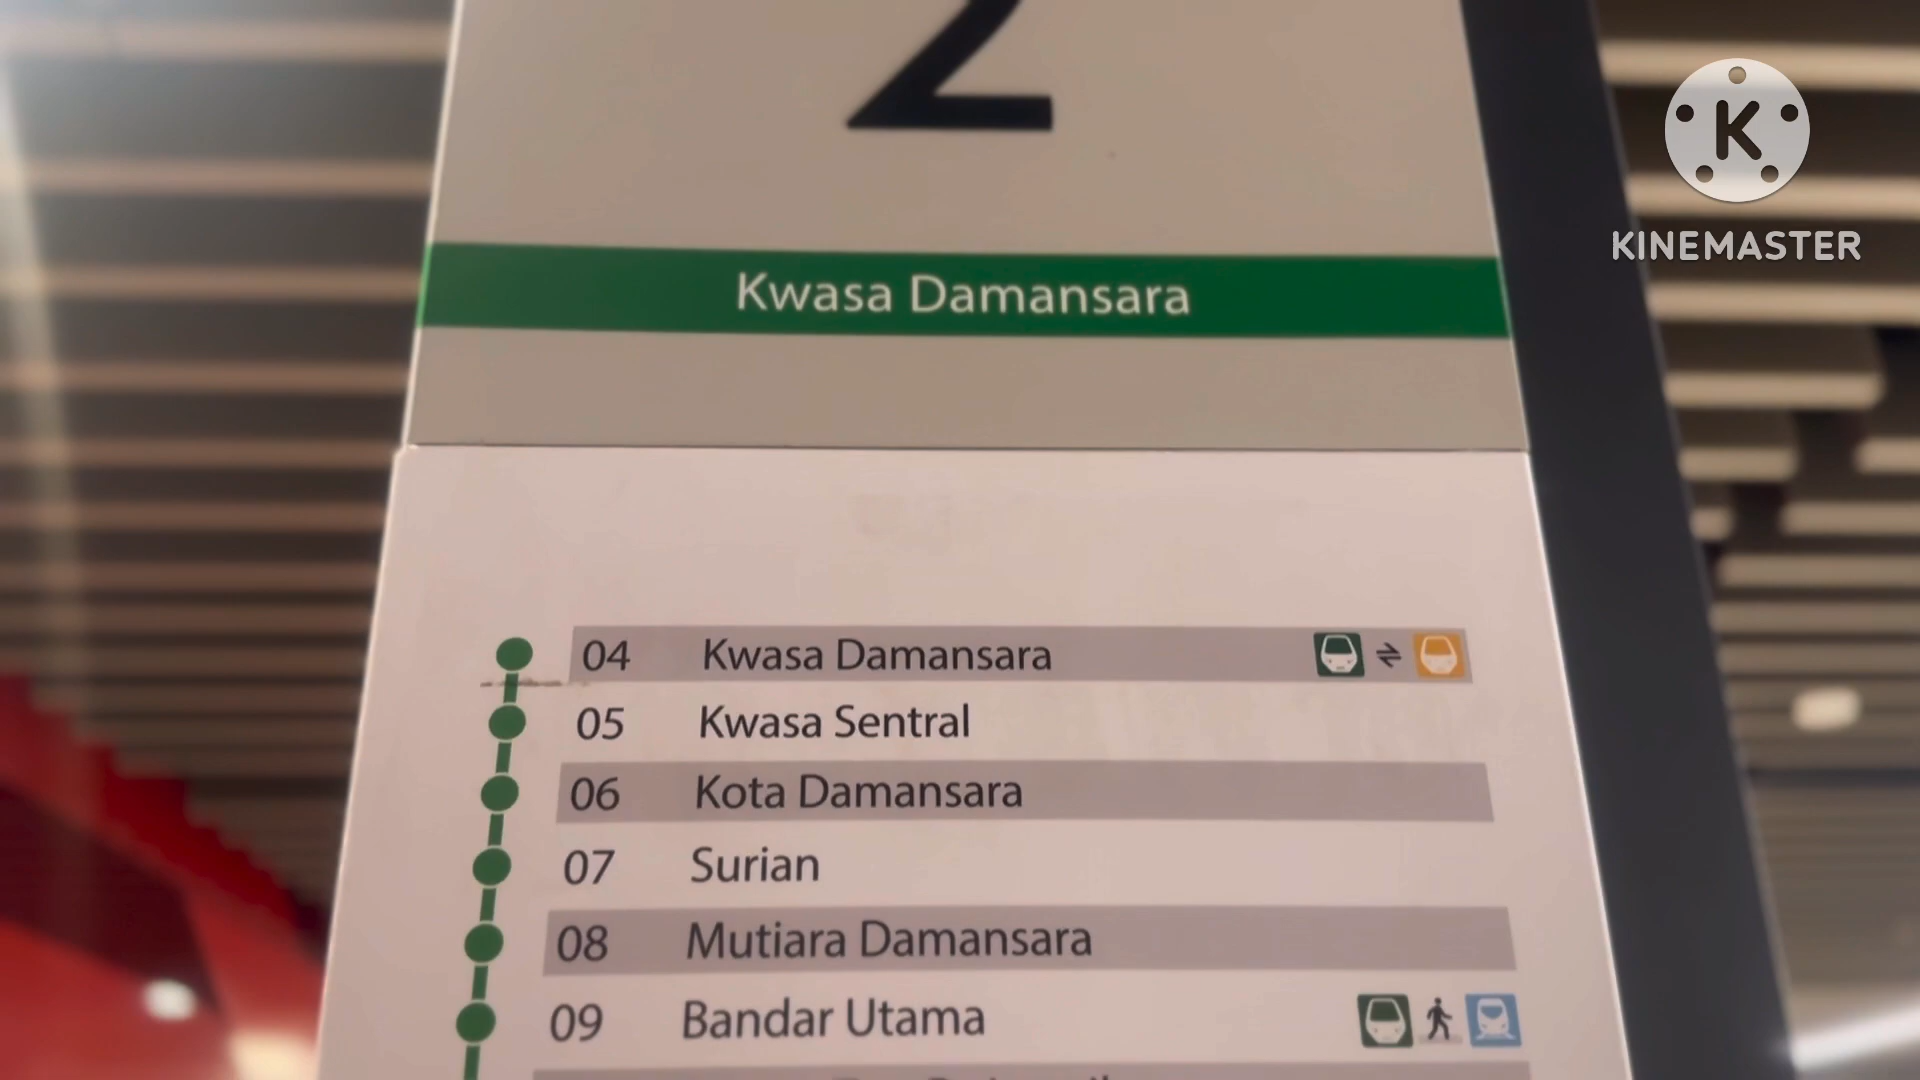 2
K
KINEMASTER
Kwasa Damansara
04 Kwasa Damansara
05 Kwasa Sentral
06 Kota Damansara
07 Surian
08 Mutiara Damansara
09 Bandar Utama